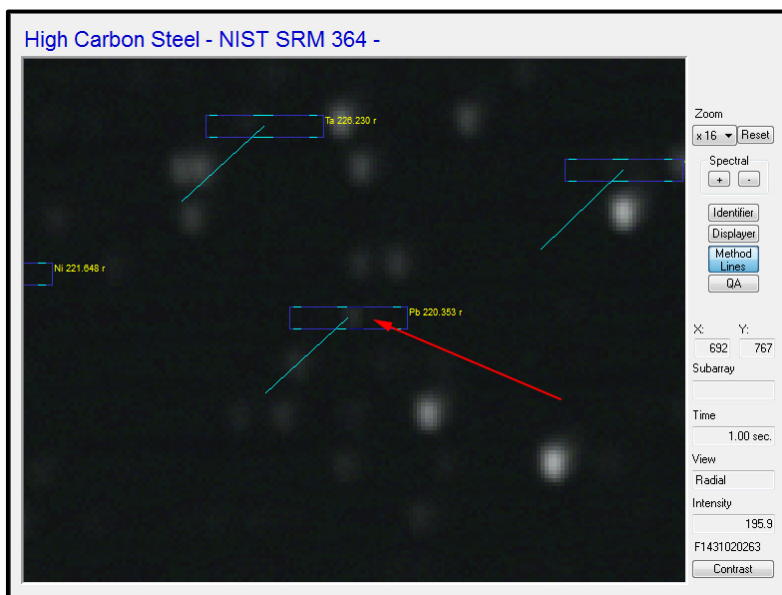 High Carbon Steel - NIST SRM 364 -
Ta 226.230 r
Ni 221.648 r
Pb 220.353 r
Zoom
x 16 Reset
Spectral
+ -
Identifier
Displayer
Method
Lines
QA
X: Y:
692 767
Subarray
Time
1.00 sec.
View
Radial
Intensity
195.9
F1431020263
Contrast